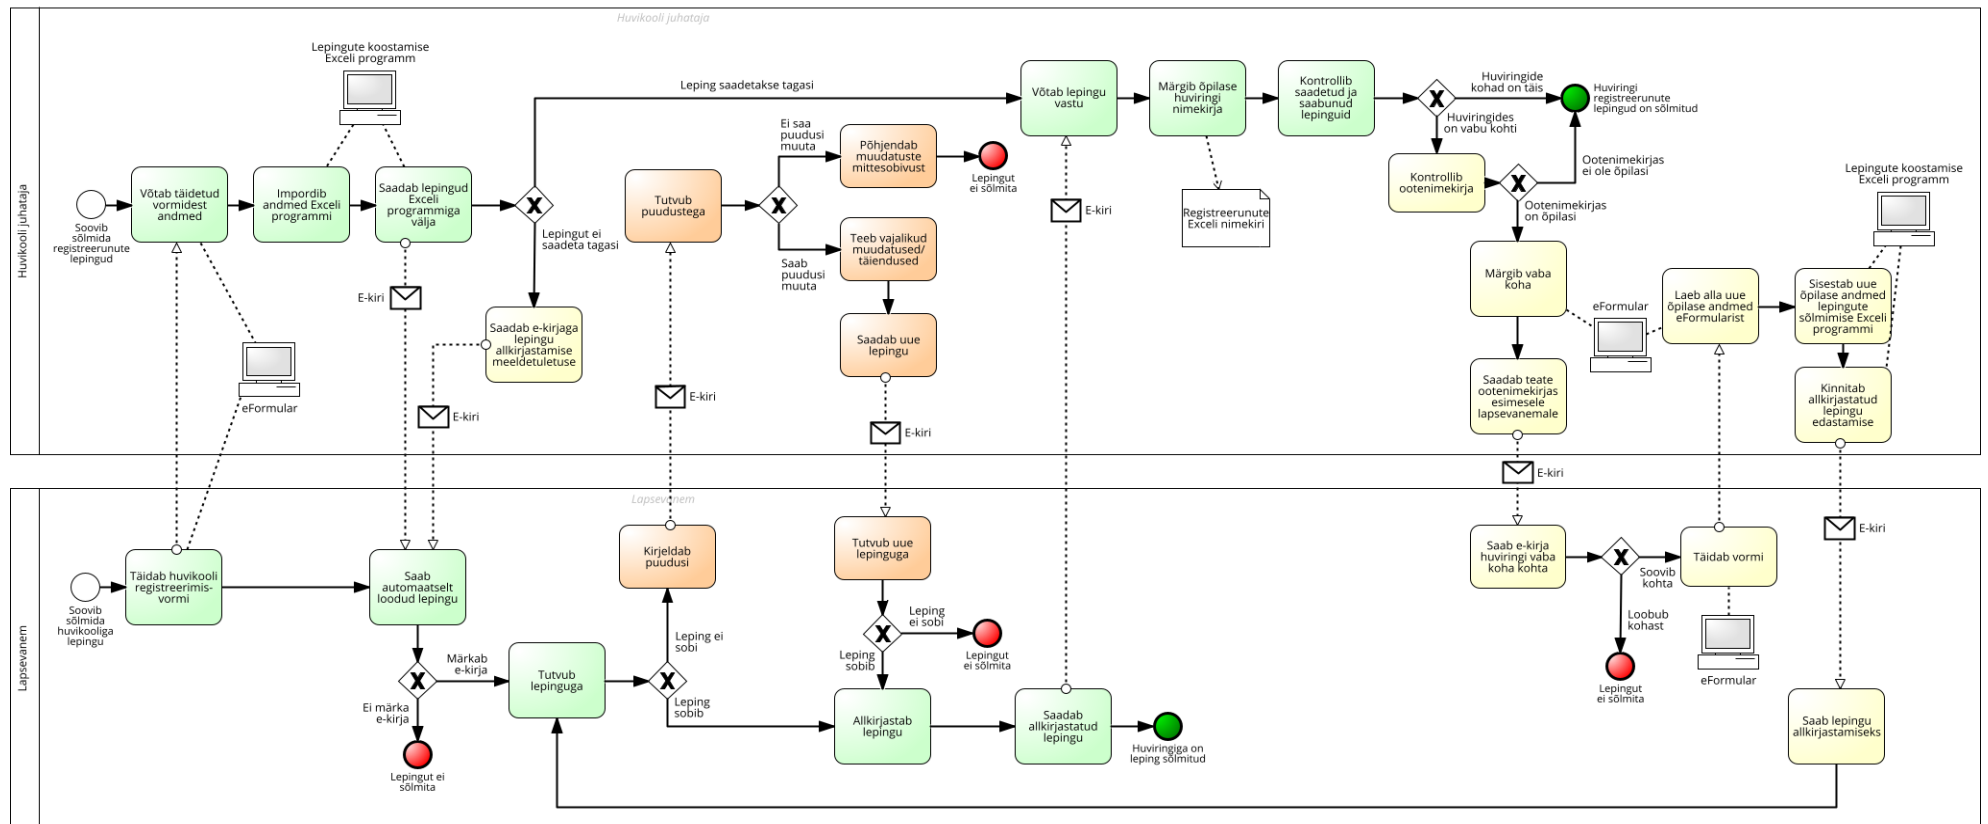 Huvikooli juhataja
Huvikooli juhataja
Lepingute koostamise
Exceli programm
Soovib
sõlmida
registreerunute
lepingud
Võtab täidetud
vormidest
andmed
Impordib
andmed Exceli
programmi
Saadab lepingud
Exceli
programmiga
välja
Leping saadetakse tagasi
Lepingut ei
saadeta tagasi
E-kiri
Saadab e-kirjaga
lepingu
allkirjastamise
meeldetuletuse
E-kiri
eFormular
Tutvub
puudustega
Ei saa
puudusi
muuta
Põhjendab
muudatuste
mittesobivust
Lepingut
ei sõlmita
Saab
puudusi
muuta
Teeb vajalikud
muudatused/
täiendused
Saadab uue
lepingu
E-kiri
E-kiri
Võtab lepingu
vastu
E-kiri
Märgib õpilase
huviringi
nimekirja
Registreerunute
Exceli nimekiri
Kontrollib
saadetud ja
saabunud
lepinguid
Huviringide
kohad on täis
Huviringi
registreerunute
lepingud on sõlmitud
Huviringides
on vabu kohti
Kontrollib
ootenimekirja
Ootenimekirjas
ei ole õpilasi
Ootenimekirjas
on õpilasi
Märgib vaba
koha
eFormular
Saadab teate
ootenimekirjas
esimesele
lapsevanemale
E-kiri
Laeb alla uue
õpilase andmed
eFormularist
Lepingute koostamise
Exceli programm
Sisestab uue
õpilase andmed
lepingute
sõlmimise Exceli
programmi
Kinnitab
allkirjastatud
lepingu
edastamise
Lapsevanem
Lapsevanem
Soovib
sõlmida
huvikooliga
lepingu
Täidab huvikooli
registreerimis-
vormi
Saab
automaatselt
loodud lepingu
Märkab
e-kirja
Ei märka
e-kirja
Lepingut ei
sõlmita
Tutvub
lepinguga
Kirjeldab
puudusi
Leping ei
sobi
Leping
sobib
Tutvub uue
lepinguga
Leping
ei sobi
Lepingut
ei sõlmita
Leping
sobib
Allkirjastab
lepingu
Saadab
allkirjastatud
lepingu
Huviringiga on
leping sõlmitud
Saab e-kirja
huviringi vaba
koha kohta
Soovib
kohta
Loobub
kohast
Lepingut
ei sõlmita
Täidab vormi
eFormular
E-kiri
Saab lepingu
allkirjastamiseks